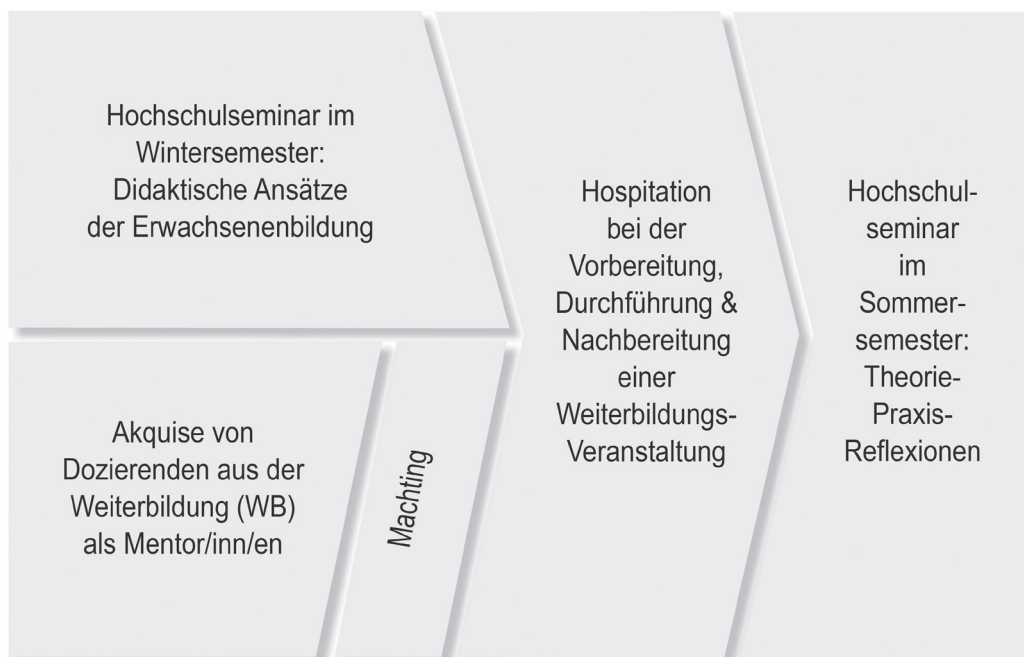 Hochschulseminar im
Wintersemester:
Didaktische Ansätze
der Erwachsenenbildung
Akquise von
Dozierenden aus der
Weiterbildung (WB)
als Mentor/inn/en
Machting
Hospitation
bei der
Vorbereitung,
Durchführung &
Nachbereitung
einer
Weiterbildungs-
Veranstaltung
Hochschul-
seminar
im
Sommer-
semester:
Theorie-
Praxis-
Reflexionen